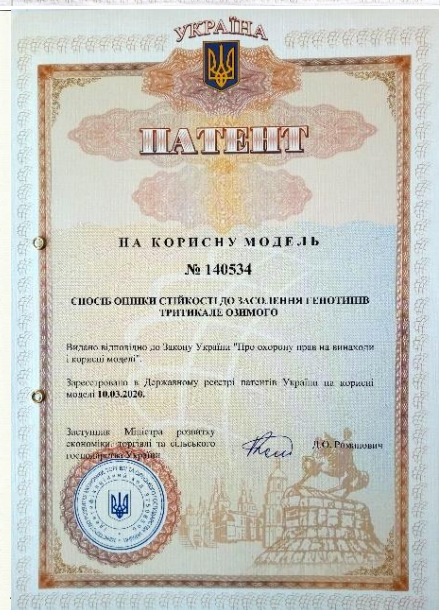 УКРАЇНА
ПАТЕНТ
НА КОРИСНУ МОДЕЛЬ
№ 140534
СПОСІБ ОЦІНКИ СТІЙКОСТІ ДО ЗАСОЛЕННЯ ГЕНОТИПІВ
ТРИТИКАЛЕ ОЗИМОГО
Видано відповідно до Закону України "Про охорону прав на винаходи
і корисні моделі".
Зареєстровано в Державному реєстрі патентів України на корисні
моделі 10.03.2020.
Заступник Міністра розвитку
економіки, торгівлі та сільського
господарства України
Д.О. Романович